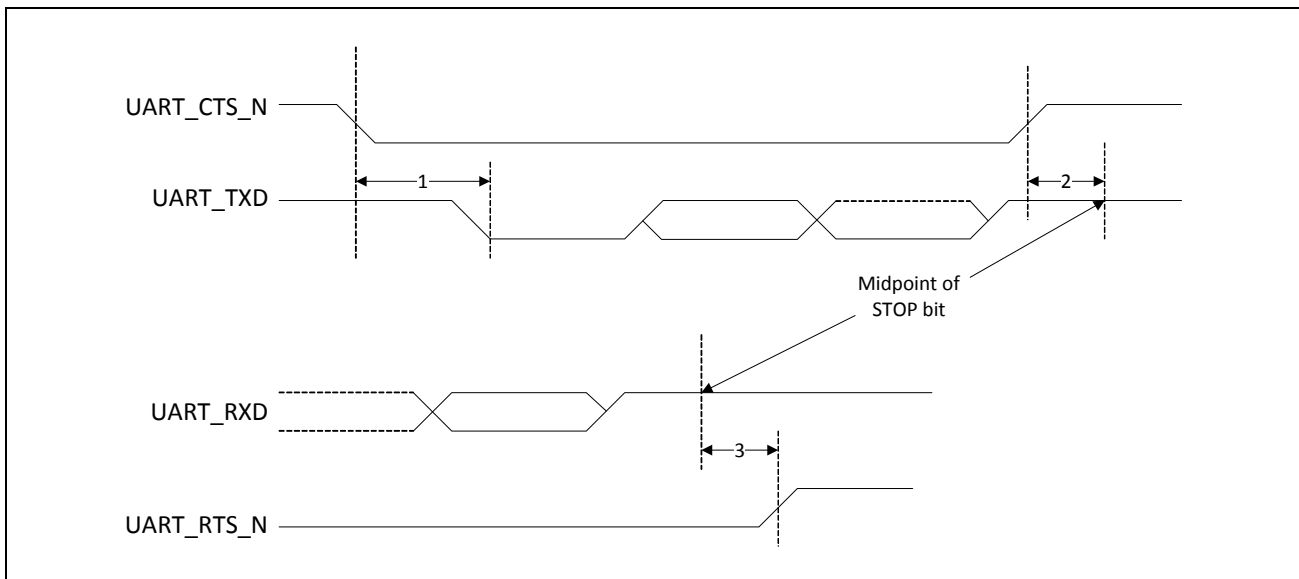 UART_CTS_N
1
2
UART_TXD
Midpoint of
STOP bit
UART_RXD
3
UART_RTS_N